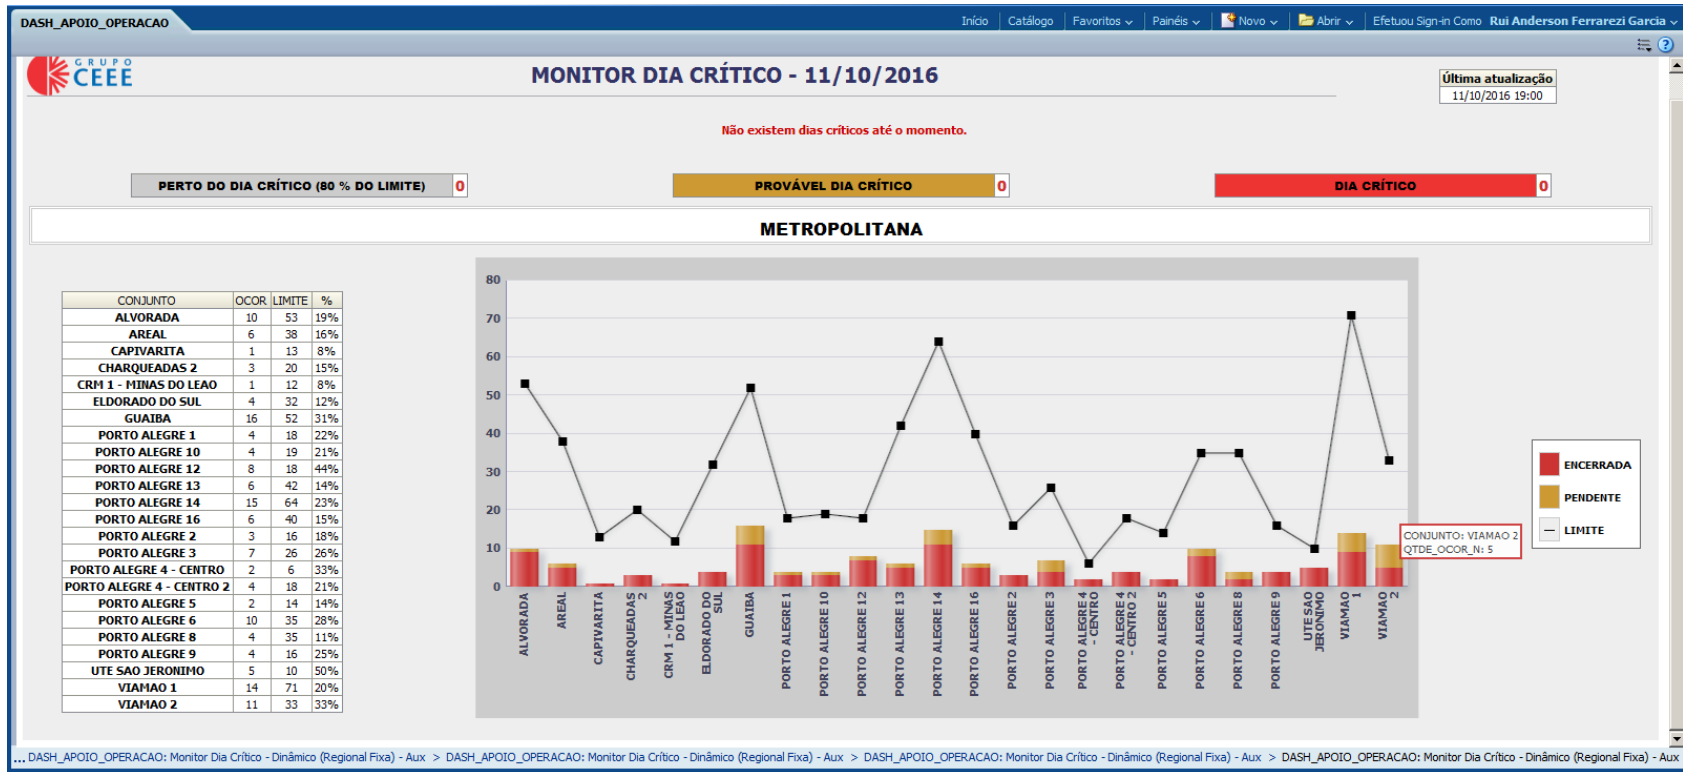 DASH_APOIO_OPERACAO
Início Catálogo Favoritos Painéis Novo Abrir Efetuou Sign-in Como Rui Anderson Ferrarezi Garcia
GRUPO
CEEE
MONITOR DIA CRÍTICO - 11/10/2016
Última atualização
11/10/2016 19:00
Não existem dias críticos até o momento.
PERTO DO DIA CRÍTICO (80 % DO LIMITE) 0
PROVÁVEL DIA CRÍTICO 0
DIA CRÍTICO 0
METROPOLITANA
CONJUNTO OCOR LIMITE %
ALVORADA 10 53 19%
AREAL 6 38 16%
CAPIVARITA 1 13 8%
CHARQUEADAS 2 3 20 15%
CRM 1 - MINAS DO LEAO 1 12 8%
ELDORADO DO SUL 4 32 12%
GUAIBA 16 52 31%
PORTO ALEGRE 1 4 18 22%
PORTO ALEGRE 10 4 19 21%
PORTO ALEGRE 12 8 18 44%
PORTO ALEGRE 13 6 42 14%
PORTO ALEGRE 14 15 64 23%
PORTO ALEGRE 16 6 40 15%
PORTO ALEGRE 2 3 16 18%
PORTO ALEGRE 3 7 26 26%
PORTO ALEGRE 4 - CENTRO 2 6 33%
PORTO ALEGRE 4 - CENTRO 2 4 18 21%
PORTO ALEGRE 5 2 14 14%
PORTO ALEGRE 6 10 35 28%
PORTO ALEGRE 8 4 35 11%
PORTO ALEGRE 9 4 16 25%
UTE SAO JERONIMO 5 10 50%
VIAMAO 1 14 71 20%
VIAMAO 2 11 33 33%
80
70
60
50
40
30
20
10
0
ALVORADA
AREAL
CAPIVARITA
CHARQUEADAS
2
CRM 1 - MINAS
DO LEAO
ELDORADO DO
SUL
GUAIBA
PORTO ALEGRE 1
PORTO ALEGRE 10
PORTO ALEGRE 12
PORTO ALEGRE 13
PORTO ALEGRE 14
PORTO ALEGRE 16
PORTO ALEGRE 2
PORTO ALEGRE 3
PORTO ALEGRE 4
- CENTRO
PORTO ALEGRE 4
- CENTRO 2
PORTO ALEGRE 5
PORTO ALEGRE 6
PORTO ALEGRE 8
PORTO ALEGRE 9
UTE SAO
JERONIMO
VIAMAO
1
VIAMAO
2
CONJUNTO: VIAMAO 2
QTDE_OCOR_N: 5
ENCERRADA
PENDENTE
LIMITE
... DASH_APOIO_OPERACAO: Monitor Dia Crítico - Dinâmico (Regional Fixa) - Aux > DASH_APOIO_OPERACAO: Monitor Dia Crítico - Dinâmico (Regional Fixa) - Aux > DASH_APOIO_OPERACAO: Monitor Dia Crítico - Dinâmico (Regional Fixa) - Aux > DASH_APOIO_OPERACAO: Monitor Dia Crítico - Dinâmico (Regional Fixa) - Aux